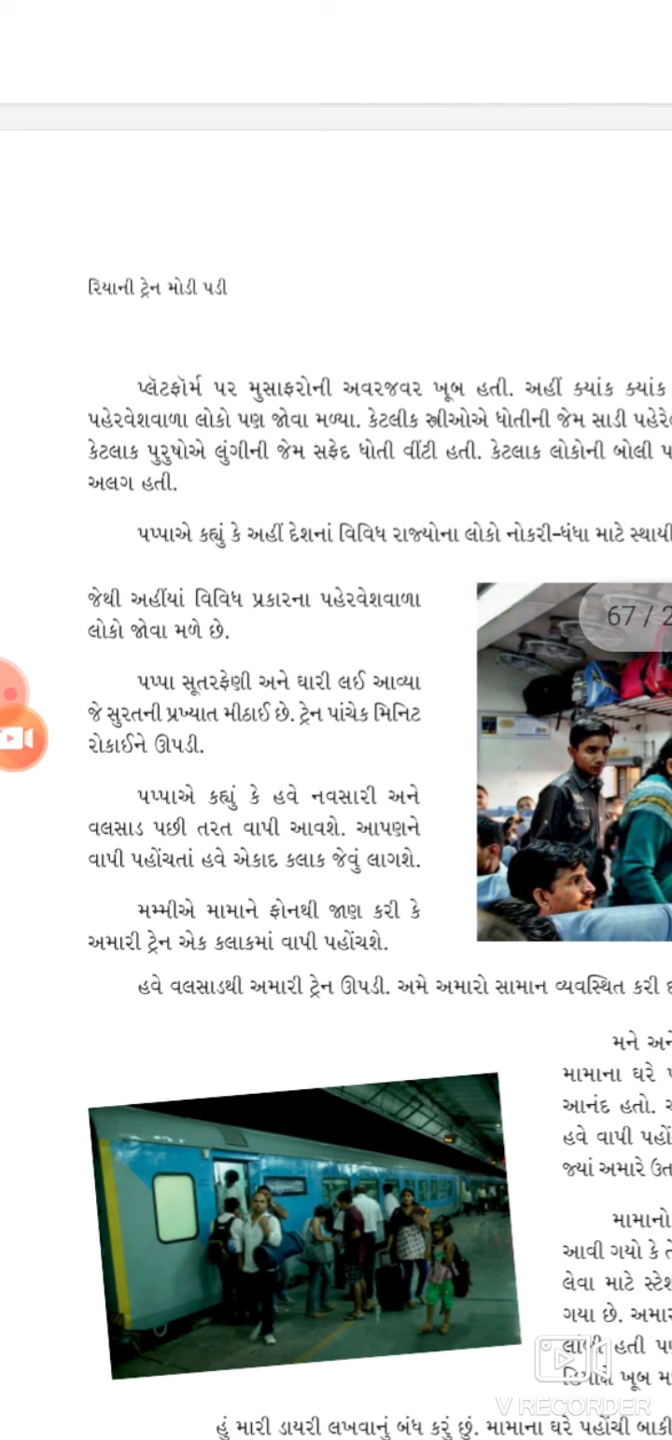 રિયાની ટ્રેન મોડી પડી
પ્લૅટફૉર્મ પર મુસાફરોની અવરજવર ખૂબ હતી. અહીં ક્યાંક ક્યાંક
પહેરવેશવાળા લોકો પણ જોવા મળ્યા. કેટલીક સ્ત્રીઓએ ધોતીની જેમ સાડી
કેટલાક પુરુષોએ લુંગીની જેમ સફેદ ધોતી વીંટી હતી. કેટલાક લોકોની બોલી
અલગ હતી.
પપ્પાએ કહ્યું કે અહીં દેશનાં વિવિધ રાજ્યોના લોકો નોકરી-ધંધા માટે સ્થાયી
જેથી અહીંયાં વિવિધ પ્રકારના પહેરવેશવાળા
લોકો જોવા મળે છે.
67 / 2
પપ્પા સૂતરફેણી અને ઘારી લઈ આવ્યા
જે સુરતની પ્રખ્યાત મીઠાઈ છે. ટ્રેન પાંચેક મિનિટ
રોકાઈને ઊપડી.
પપ્પાએ કહ્યું કે હવે નવસારી અને
વલસાડ પછી તરત વાપી આવશે. આપણને
વાપી પહોંચતાં હવે એકાદ કલાક જેવું લાગશે.
મમ્મીએ મામાને ફોનથી જાણ કરી કે
અમારી ટ્રેન એક કલાકમાં વાપી પહોંચશે.
હવે વલસાડથી અમારી ટ્રેન ઊપડી. અમે અમારો સામાન વ્યવસ્થિત કરી
મને
મામાના ઘરે
આનંદ હતો.
હવે વાપી
જ્યાં અમારે
મામાનો
આવી ગયો કે
લેવા માટે
ગયા છે.
લાંબી હતી
ખૂબ
V RECORDER
હું મારી ડાયરી લખવાનું બંધ કરું છું. મામાના ઘરે પહોંચી બાકી